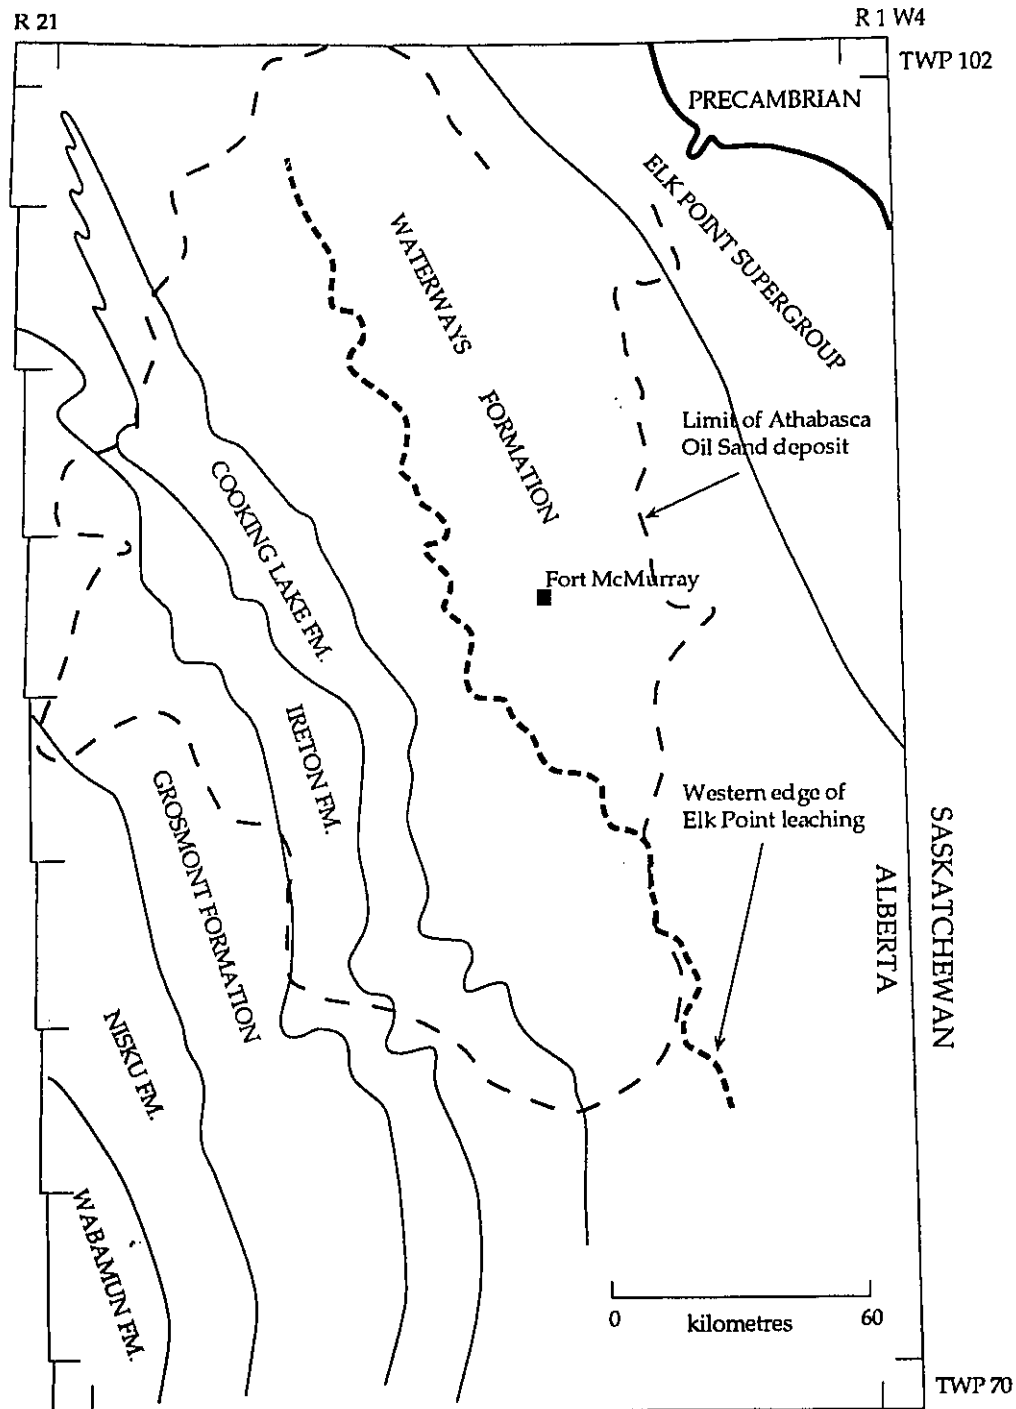 R 21
R 1 W4
TWP 102
PRECAMBRIAN
ELK POINT SUPERGROUP
WATERWAYS
FORMATION
Limit of Athabasca
Oil Sand deposit
COOKING LAKE FM.
Fort McMurray
IRETON FM.
GROSMONT FORMATION
Western edge of
Elk Point leaching
SASKATCHEWAN
ALBERTA
NISKU FM.
WABAMUN FM.
0
kilometres
60
TWP 70